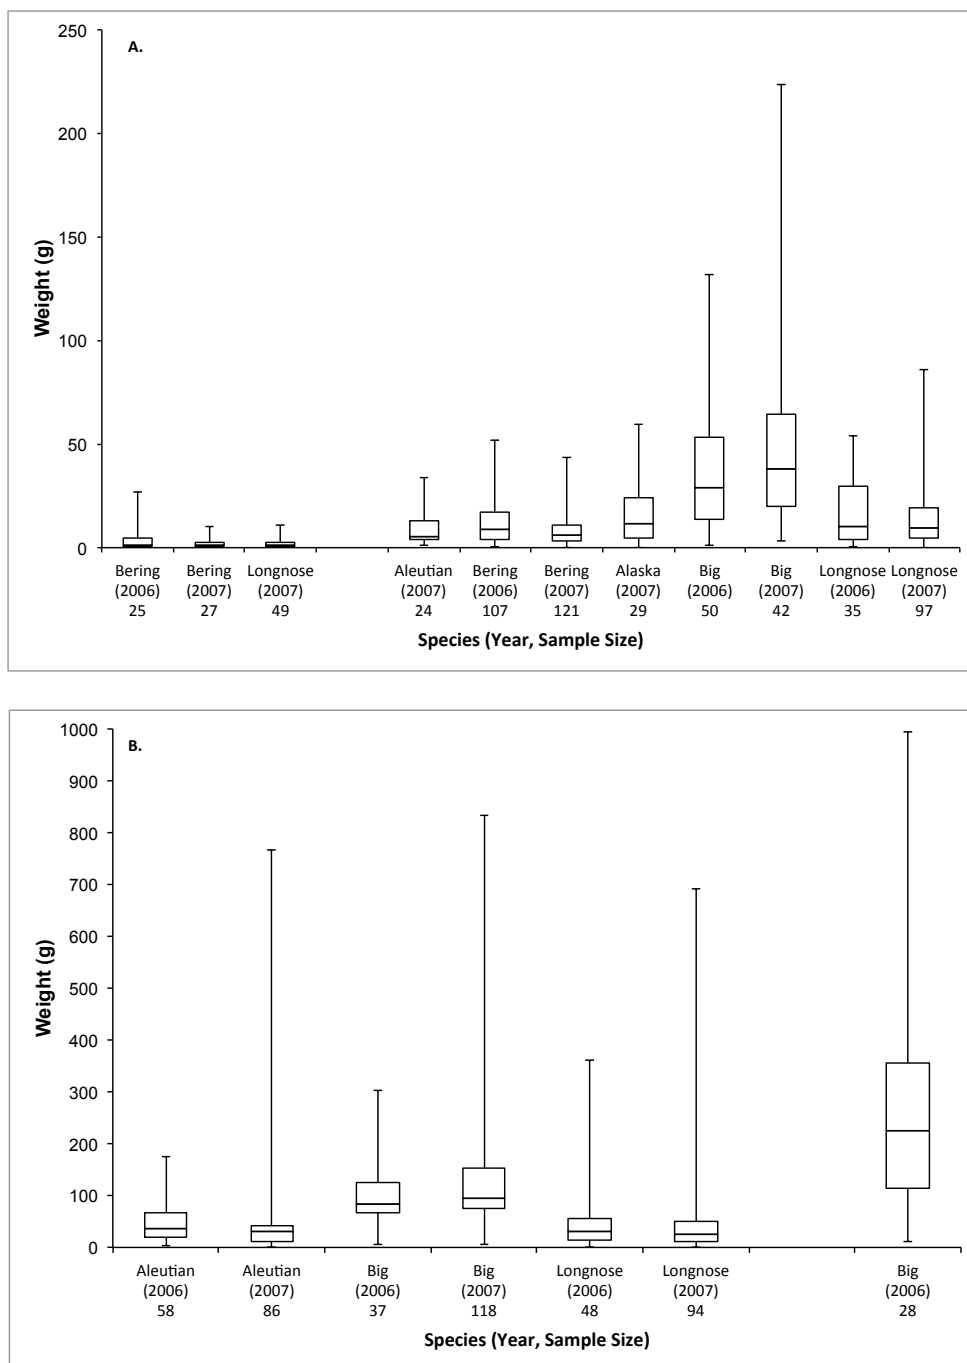 A.
250
200
150
100
50
0
Weight (g)
Bering Bering Longnose Aleutian Bering Bering Alaska Big Big Longnose Longnose
(2006) (2007) (2007) (2007) (2006) (2007) (2007) (2006) (2007) (2006) (2007)
25 27 49 24 107 121 29 50 42 35 97
Species (Year, Sample Size)
B.
1000
900
800
700
600
500
400
300
200
100
0
Weight (g)
Aleutian Aleutian Big Big Longnose Longnose Big
(2006) (2007) (2006) (2007) (2006) (2007) (2006)
58 86 37 118 48 94 28
Species (Year, Sample Size)